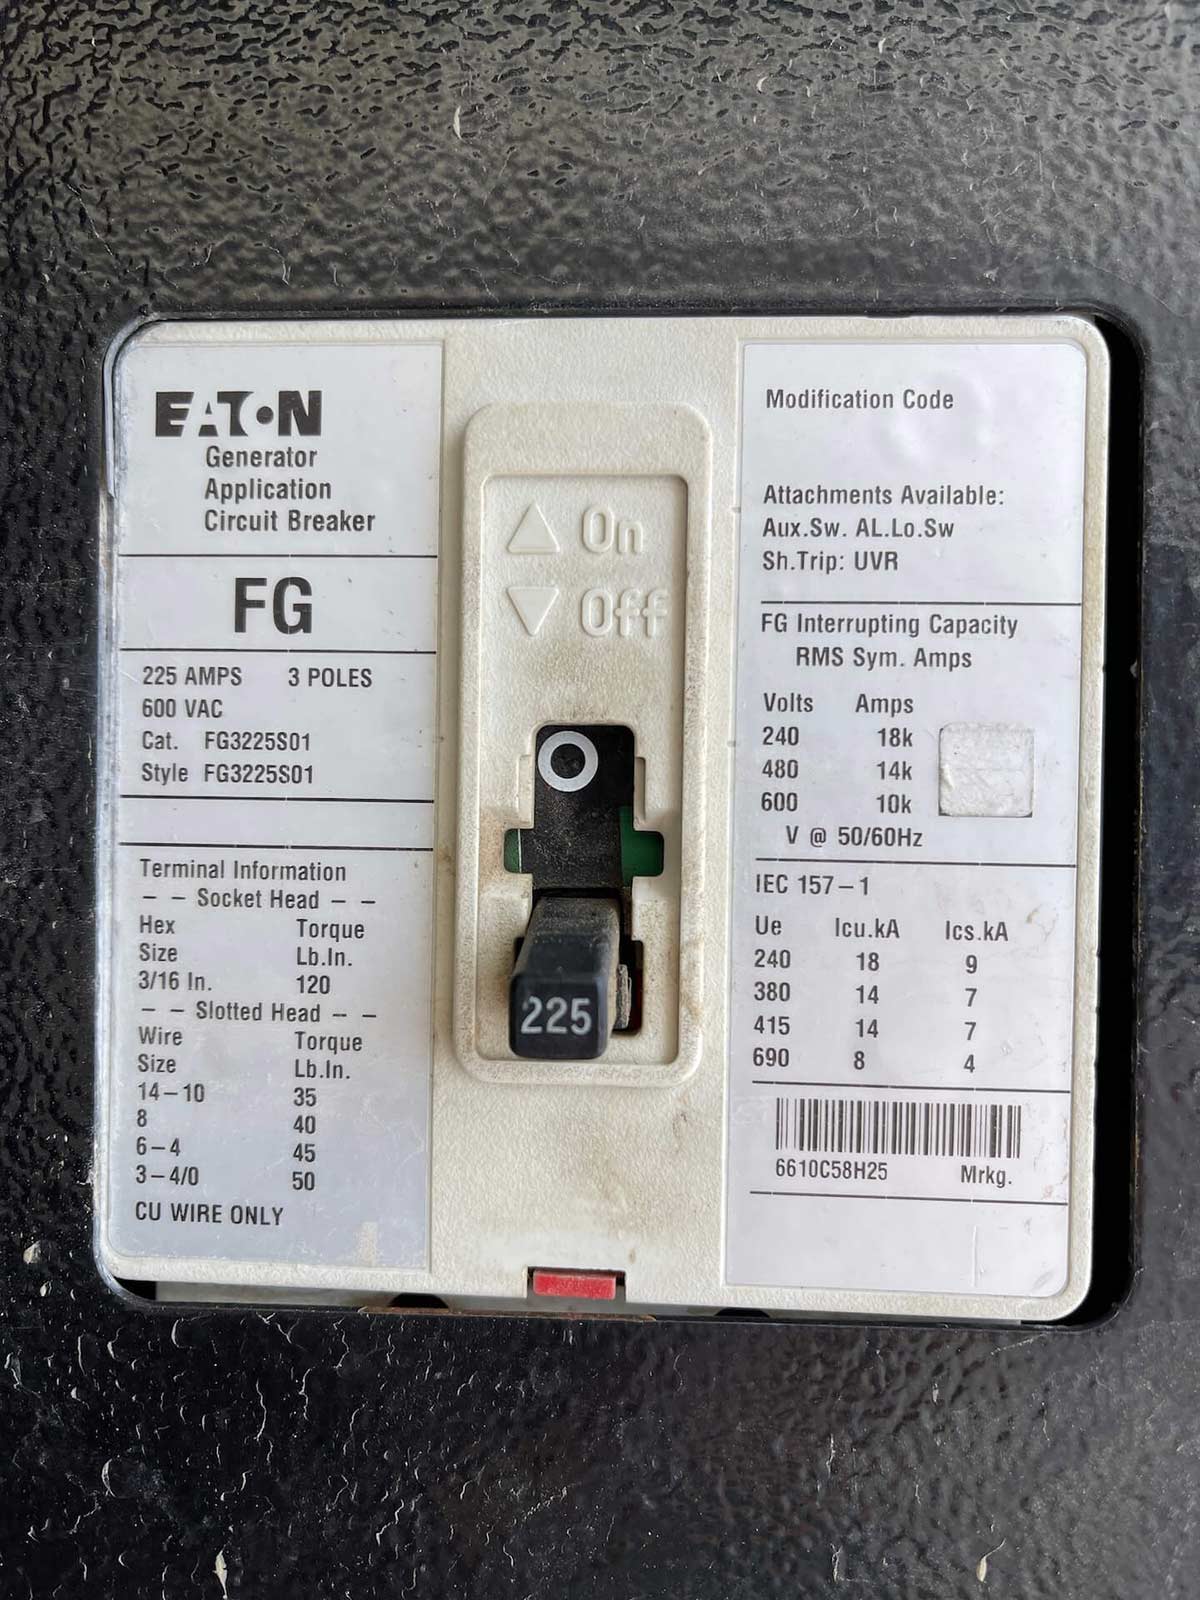 EATON
Generator
Application
Circuit Breaker
FG
225 AMPS 3 POLES
600 VAC
Cat. FG3225S01
Style FG3225S01
Terminal Information
– – Socket Head – –
Hex Torque
Size Lb.In.
3/16 In. 120
– – Slotted Head – –
Wire Torque
Size Lb.In.
14–10 35
8 40
6–4 45
3–4/0 50
CU WIRE ONLY
On
Off
225
Modification Code
Attachments Available:
Aux.Sw. AL.Lo.Sw
Sh.Trip: UVR
FG Interrupting Capacity
RMS Sym. Amps
Volts Amps
240 18k
480 14k
600 10k
V @ 50/60Hz
IEC 157–1
Ue Icu.kA Ics.kA
240 18 9
380 14 7
415 14 7
690 8 4
6610C58H25 Mrkg.